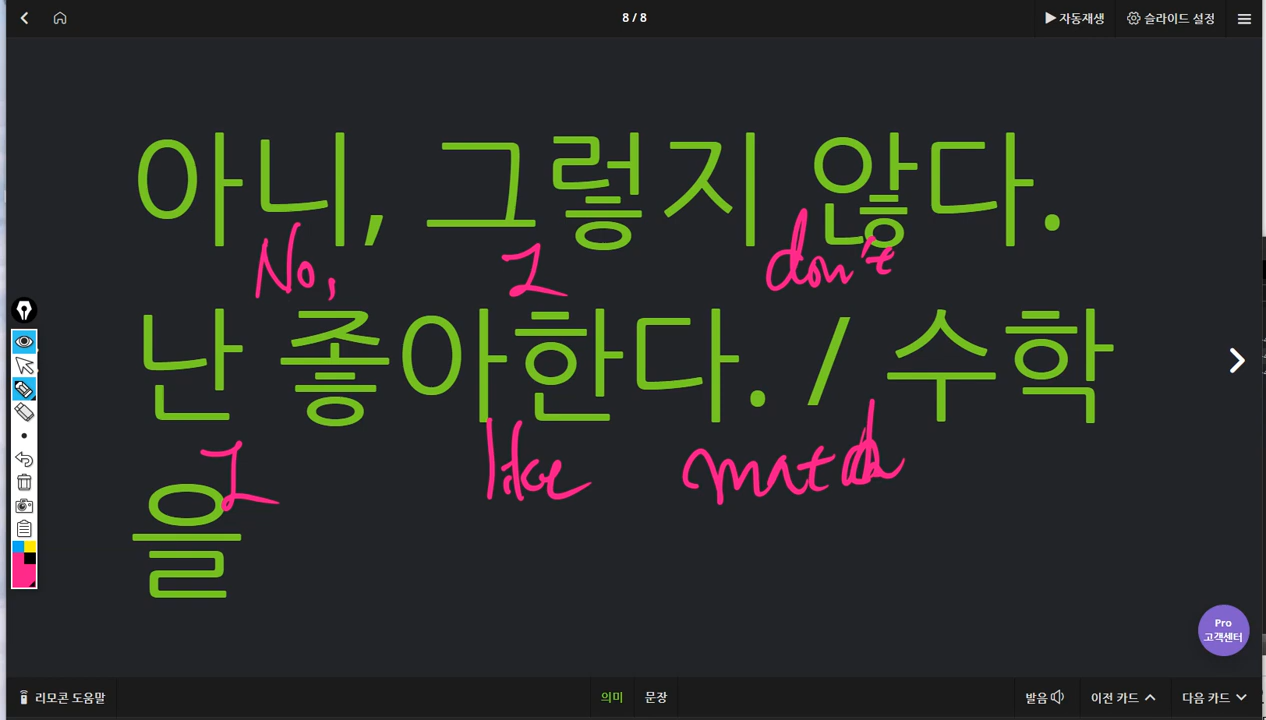 8 / 8
자동재생
슬라이드 설정
아니, 그렇지 않다.
No, I don't
난 좋아한다. / 수학
I like math
을
Pro
고객센터
리모콘 도움말
의미
문장
발음
이전 카드
다음 카드